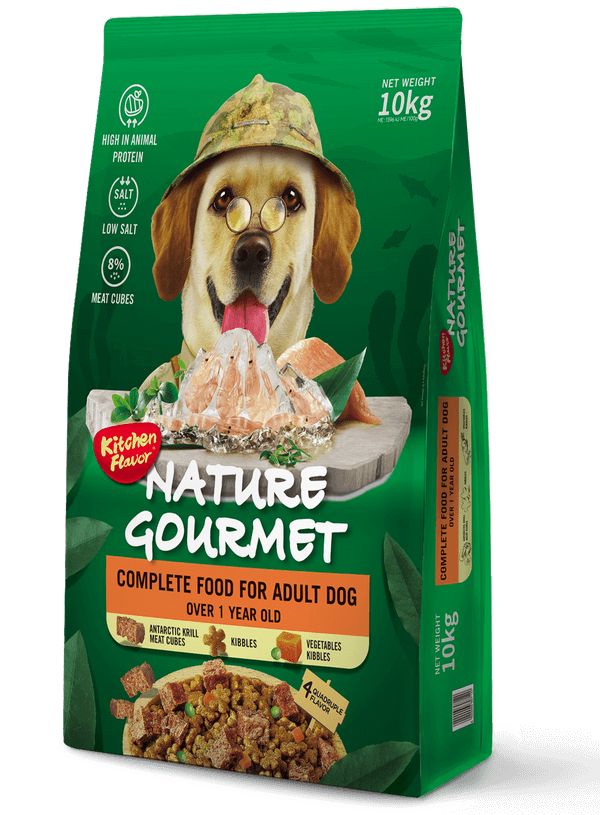 NET WEIGHT
10kg
HIGH IN ANIMAL
PROTEIN
SALT
LOW SALT
8%
MEAT CUBES
Kitchen
Flavor
NATURE
GOURMET
COMPLETE FOOD FOR ADULT DOG
OVER 1 YEAR OLD
ANTARCTIC KRILL
MEAT CUBES
KIBBLES
VEGETABLES
KIBBLES
4 QUADRUPLE
FLAVOR
Kitchen
Flavor
NATURE
GOURMET
COMPLETE FOOD FOR ADULT DOG
OVER 1 YEAR OLD
NET WEIGHT
10kg